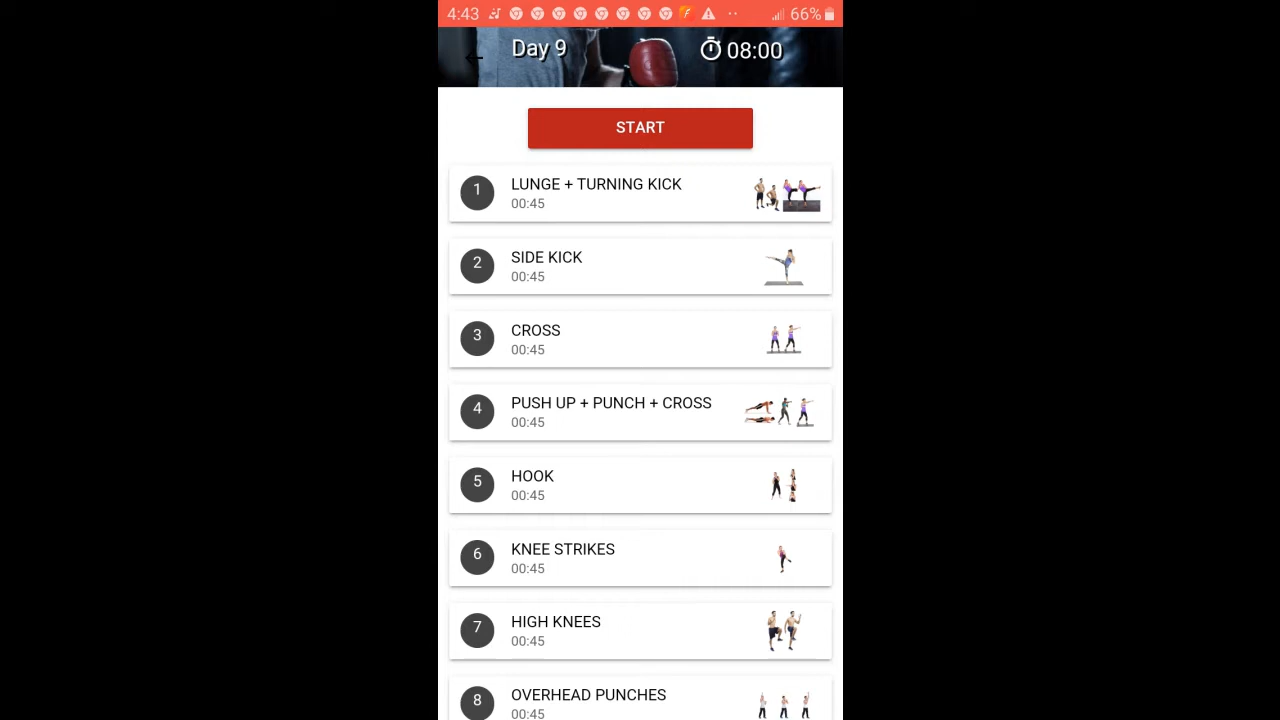 4:43
66%
Day 9
08:00
START
1
LUNGE + TURNING KICK
00:45
2
SIDE KICK
00:45
3
CROSS
00:45
4
PUSH UP + PUNCH + CROSS
00:45
5
HOOK
00:45
6
KNEE STRIKES
00:45
7
HIGH KNEES
00:45
8
OVERHEAD PUNCHES
00:45